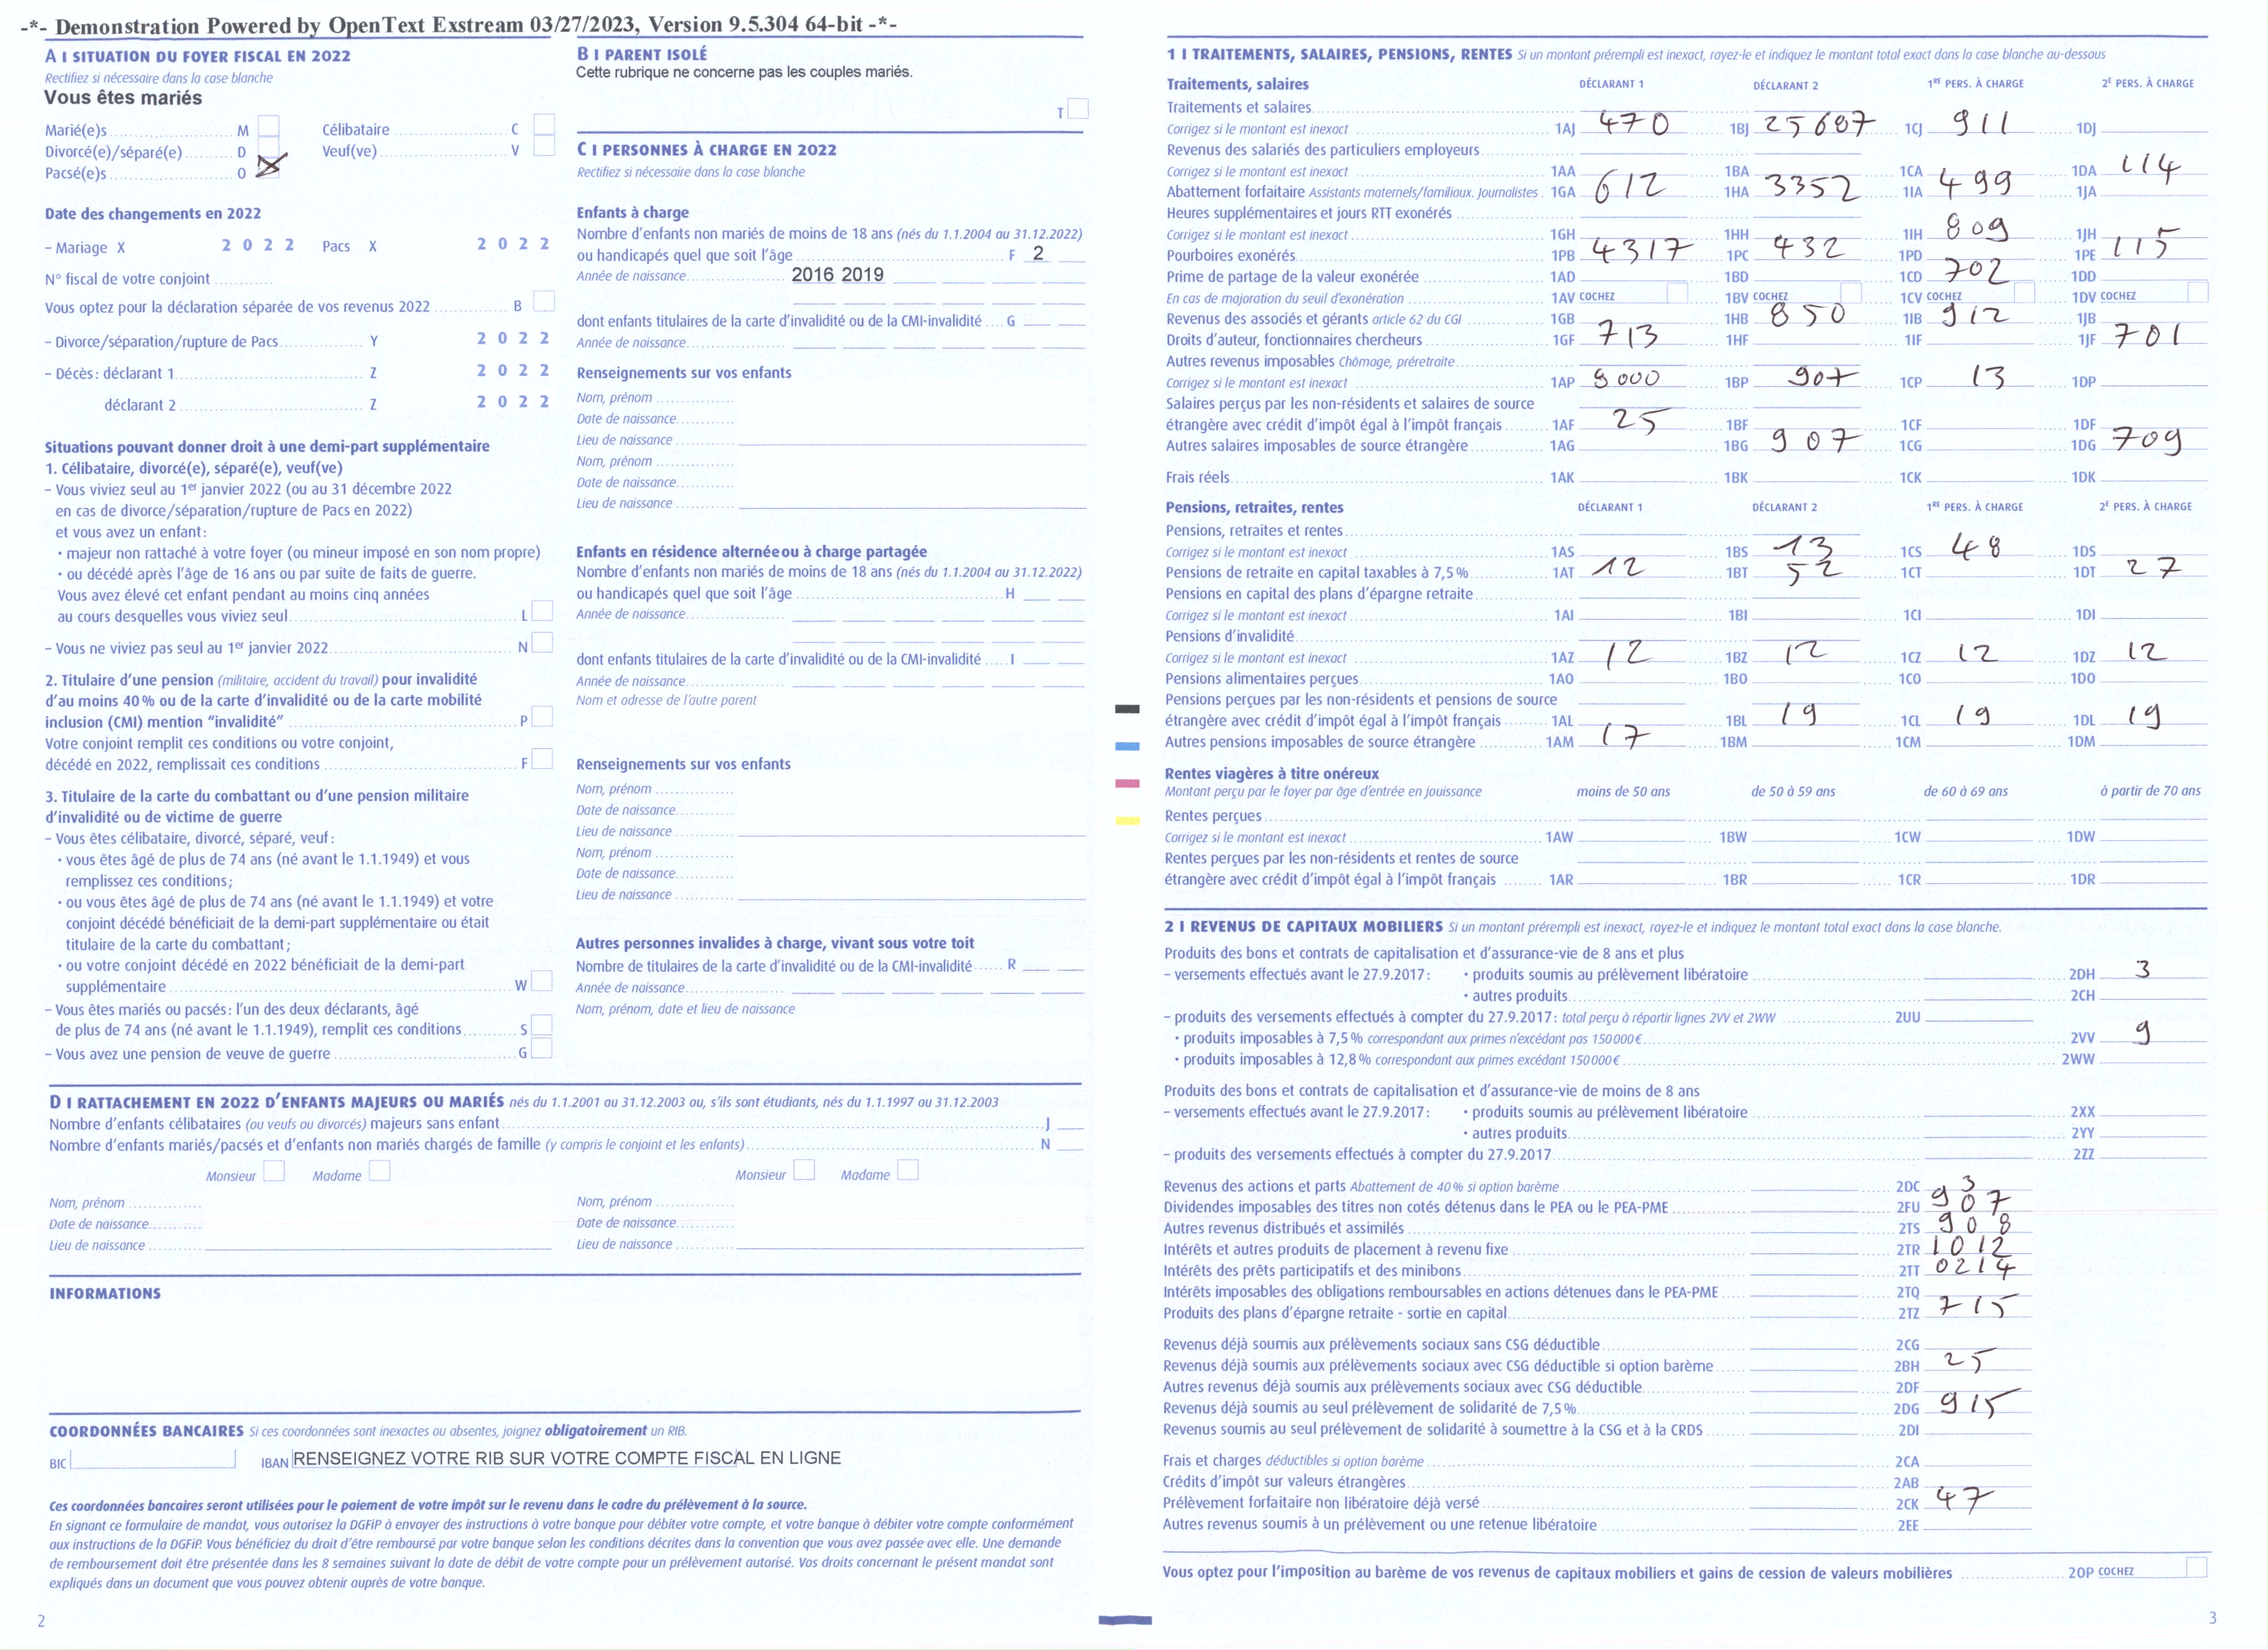 -*- Demonstration Powered by OpenText Exstream 03/27/2023, Version 9.5.304 64-bit -*-
A I SITUATION DU FOYER FISCAL EN 2022
Rectifiez si nécessaire dans la case blanche
Vous êtes mariés
Marié(e)s M Célibataire C
Divorcé(e)/séparé(e) D Veuf(ve) V
Pacsé(e)s O X
Date des changements en 2022
– Mariage X 2 0 2 2 Pacs X 2 0 2 2
N° fiscal de votre conjoint
Vous optez pour la déclaration séparée de vos revenus 2022 B
– Divorce/séparation/rupture de Pacs Y 2 0 2 2
– Décès : déclarant 1 Z 2 0 2 2
déclarant 2 Z 2 0 2 2
Situations pouvant donner droit à une demi-part supplémentaire
1. Célibataire, divorcé(e), séparé(e), veuf(ve)
– Vous viviez seul au 1er janvier 2022 (ou au 31 décembre 2022
en cas de divorce/séparation/rupture de Pacs en 2022)
et vous avez un enfant :
• majeur non rattaché à votre foyer (ou mineur imposé en son nom propre)
• ou décédé après l'âge de 16 ans ou par suite de faits de guerre.
Vous avez élevé cet enfant pendant au moins cinq années
au cours desquelles vous viviez seul L
– Vous ne viviez pas seul au 1er janvier 2022 N
2. Titulaire d'une pension (militaire, accident du travail) pour invalidité
d'au moins 40 % ou de la carte d'invalidité ou de la carte mobilité
inclusion (CMI) mention "invalidité" P
Votre conjoint remplit ces conditions ou votre conjoint,
décédé en 2022, remplissait ces conditions F
3. Titulaire de la carte du combattant ou d'une pension militaire
d'invalidité ou de victime de guerre
– Vous êtes célibataire, divorcé, séparé, veuf :
• vous êtes âgé de plus de 74 ans (né avant le 1.1.1949) et vous
remplissez ces conditions ;
• ou vous êtes âgé de plus de 74 ans (né avant le 1.1.1949) et votre
conjoint décédé bénéficiait de la demi-part supplémentaire ou était
titulaire de la carte du combattant ;
• ou votre conjoint décédé en 2022 bénéficiait de la demi-part
supplémentaire W
– Vous êtes mariés ou pacsés : l'un des deux déclarants, âgé
de plus de 74 ans (né avant le 1.1.1949), remplit ces conditions S
– Vous avez une pension de veuve de guerre G
B I PARENT ISOLÉ
Cette rubrique ne concerne pas les couples mariés.
T
C I PERSONNES À CHARGE EN 2022
Rectifiez si nécessaire dans la case blanche
Enfants à charge
Nombre d'enfants non mariés de moins de 18 ans (nés du 1.1.2004 au 31.12.2022)
ou handicapés quel que soit l'âge F 2
Année de naissance 2016 2019
dont enfants titulaires de la carte d'invalidité ou de la CMI-invalidité G
Année de naissance
Renseignements sur vos enfants
Nom, prénom
Date de naissance
Lieu de naissance
Nom, prénom
Date de naissance
Lieu de naissance
Enfants en résidence alternée ou à charge partagée
Nombre d'enfants non mariés de moins de 18 ans (nés du 1.1.2004 au 31.12.2022)
ou handicapés quel que soit l'âge H
Année de naissance
dont enfants titulaires de la carte d'invalidité ou de la CMI-invalidité I
Année de naissance
Nom et adresse de l'autre parent
Renseignements sur vos enfants
Nom, prénom
Date de naissance
Lieu de naissance
Nom, prénom
Date de naissance
Lieu de naissance
Autres personnes invalides à charge, vivant sous votre toit
Nombre de titulaires de la carte d'invalidité ou de la CMI-invalidité R
Année de naissance
Nom, prénom, date et lieu de naissance
D I RATTACHEMENT EN 2022 D'ENFANTS MAJEURS OU MARIÉS nés du 1.1.2001 au 31.12.2003 ou, s'ils sont étudiants, nés du 1.1.1997 au 31.12.2003
Nombre d'enfants célibataires (ou veufs ou divorcés) majeurs sans enfant J
Nombre d'enfants mariés/pacsés et d'enfants non mariés chargés de famille (y compris le conjoint et les enfants) N
Monsieur Madame Monsieur Madame
Nom, prénom Nom, prénom
Date de naissance Date de naissance
Lieu de naissance Lieu de naissance
INFORMATIONS
COORDONNÉES BANCAIRES Si ces coordonnées sont inexactes ou absentes, joignez obligatoirement un RIB.
BIC IBAN RENSEIGNEZ VOTRE RIB SUR VOTRE COMPTE FISCAL EN LIGNE
Ces coordonnées bancaires seront utilisées pour le paiement de votre impôt sur le revenu dans le cadre du prélèvement à la source.
En signant ce formulaire de mandat, vous autorisez la DGFiP à envoyer des instructions à votre banque pour débiter votre compte, et votre banque à débiter votre compte conformément
aux instructions de la DGFiP. Vous bénéficiez du droit d'être remboursé par votre banque selon les conditions décrites dans la convention que vous avez passée avec elle. Une demande
de remboursement doit être présentée dans les 8 semaines suivant la date de débit de votre compte pour un prélèvement autorisé. Vos droits concernant le présent mandat sont
expliqués dans un document que vous pouvez obtenir auprès de votre banque.
2
1 I TRAITEMENTS, SALAIRES, PENSIONS, RENTES Si un montant prérempli est inexact, rayez-le et indiquez le montant total exact dans la case blanche au-dessous
Traitements, salaires DÉCLARANT 1 DÉCLARANT 2 1RE PERS. À CHARGE 2E PERS. À CHARGE
Traitements et salaires
Corrigez si le montant est inexact 1AJ 470 1BJ 25687 1CJ 911 1DJ
Revenus des salariés des particuliers employeurs
Corrigez si le montant est inexact 1AA 1BA 1CA 1DA 114
Abattement forfaitaire Assistants maternels/familiaux. Journalistes 1GA 612 1HA 3352 1IA 499 1JA
Heures supplémentaires et jours RTT exonérés
Corrigez si le montant est inexact 1GH 1HH 1IH 809 1JH
Pourboires exonérés 1PB 4317 1PC 432 1PD 1PE 115
Prime de partage de la valeur exonérée 1AD 1BD 1CD 702 1DD
En cas de majoration du seuil d'exonération 1AV COCHEZ 1BV COCHEZ 1CV COCHEZ 1DV COCHEZ
Revenus des associés et gérants article 62 du CGI 1GB 1HB 850 1IB 912 1JB
Droits d'auteur, fonctionnaires chercheurs 1GF 713 1HF 1IF 1JF 701
Autres revenus imposables Chômage, préretraite
Corrigez si le montant est inexact 1AP 9000 1BP 907 1CP 13 1DP
Salaires perçus par les non-résidents et salaires de source
étrangère avec crédit d'impôt égal à l'impôt français 1AF 25 1BF 1CF 1DF
Autres salaires imposables de source étrangère 1AG 1BG 907 1CG 1DG 709
Frais réels 1AK 1BK 1CK 1DK
Pensions, retraites, rentes DÉCLARANT 1 DÉCLARANT 2 1RE PERS. À CHARGE 2E PERS. À CHARGE
Pensions, retraites et rentes
Corrigez si le montant est inexact 1AS 1BS 13 1CS 48 1DS
Pensions de retraite en capital taxables à 7,5 % 1AT 12 1BT 52 1CT 1DT 27
Pensions en capital des plans d'épargne retraite
Corrigez si le montant est inexact 1AI 1BI 1CI 1DI
Pensions d'invalidité
Corrigez si le montant est inexact 1AZ 12 1BZ 12 1CZ 12 1DZ 12
Pensions alimentaires perçues 1AO 1BO 1CO 1DO
Pensions perçues par les non-résidents et pensions de source
étrangère avec crédit d'impôt égal à l'impôt français 1AL 1BL 19 1CL 19 1DL 19
Autres pensions imposables de source étrangère 1AM 17 1BM 1CM 1DM
Rentes viagères à titre onéreux
Montant perçu par le foyer par âge d'entrée en jouissance moins de 50 ans de 50 à 59 ans de 60 à 69 ans à partir de 70 ans
Rentes perçues
Corrigez si le montant est inexact 1AW 1BW 1CW 1DW
Rentes perçues par les non-résidents et rentes de source
étrangère avec crédit d'impôt égal à l'impôt français 1AR 1BR 1CR 1DR
2 I REVENUS DE CAPITAUX MOBILIERS Si un montant prérempli est inexact, rayez-le et indiquez le montant total exact dans la case blanche.
Produits des bons et contrats de capitalisation et d'assurance-vie de 8 ans et plus
– versements effectués avant le 27.9.2017 : • produits soumis au prélèvement libératoire 2DH 3
• autres produits 2CH
– produits des versements effectués à compter du 27.9.2017 : total perçu à répartir lignes 2VV et 2WW 2UU
• produits imposables à 7,5 % correspondant aux primes n'excédant pas 150 000 € 2VV 9
• produits imposables à 12,8 % correspondant aux primes excédant 150 000 € 2WW
Produits des bons et contrats de capitalisation et d'assurance-vie de moins de 8 ans
– versements effectués avant le 27.9.2017 : • produits soumis au prélèvement libératoire 2XX
• autres produits 2YY
– produits des versements effectués à compter du 27.9.2017 2ZZ
Revenus des actions et parts Abattement de 40 % si option barème 2DC 3
Dividendes imposables des titres non cotés détenus dans le PEA ou le PEA-PME 2FU 907
Autres revenus distribués et assimilés 2TS 908
Intérêts et autres produits de placement à revenu fixe 2TR 1012
Intérêts des prêts participatifs et des minibons 2TT 0214
Intérêts imposables des obligations remboursables en actions détenues dans le PEA-PME 2TQ
Produits des plans d'épargne retraite - sortie en capital 2TZ 715
Revenus déjà soumis aux prélèvements sociaux sans CSG déductible 2CG
Revenus déjà soumis aux prélèvements sociaux avec CSG déductible si option barème 2BH 25
Autres revenus déjà soumis aux prélèvements sociaux avec CSG déductible 2DF
Revenus déjà soumis au seul prélèvement de solidarité de 7,5 % 2DG 915
Revenus soumis au seul prélèvement de solidarité à soumettre à la CSG et à la CRDS 2DI
Frais et charges déductibles si option barème 2CA
Crédits d'impôt sur valeurs étrangères 2AB
Prélèvement forfaitaire non libératoire déjà versé 2CK 47
Autres revenus soumis à un prélèvement ou une retenue libératoire 2EE
Vous optez pour l'imposition au barème de vos revenus de capitaux mobiliers et gains de cession de valeurs mobilières 2OP COCHEZ
3